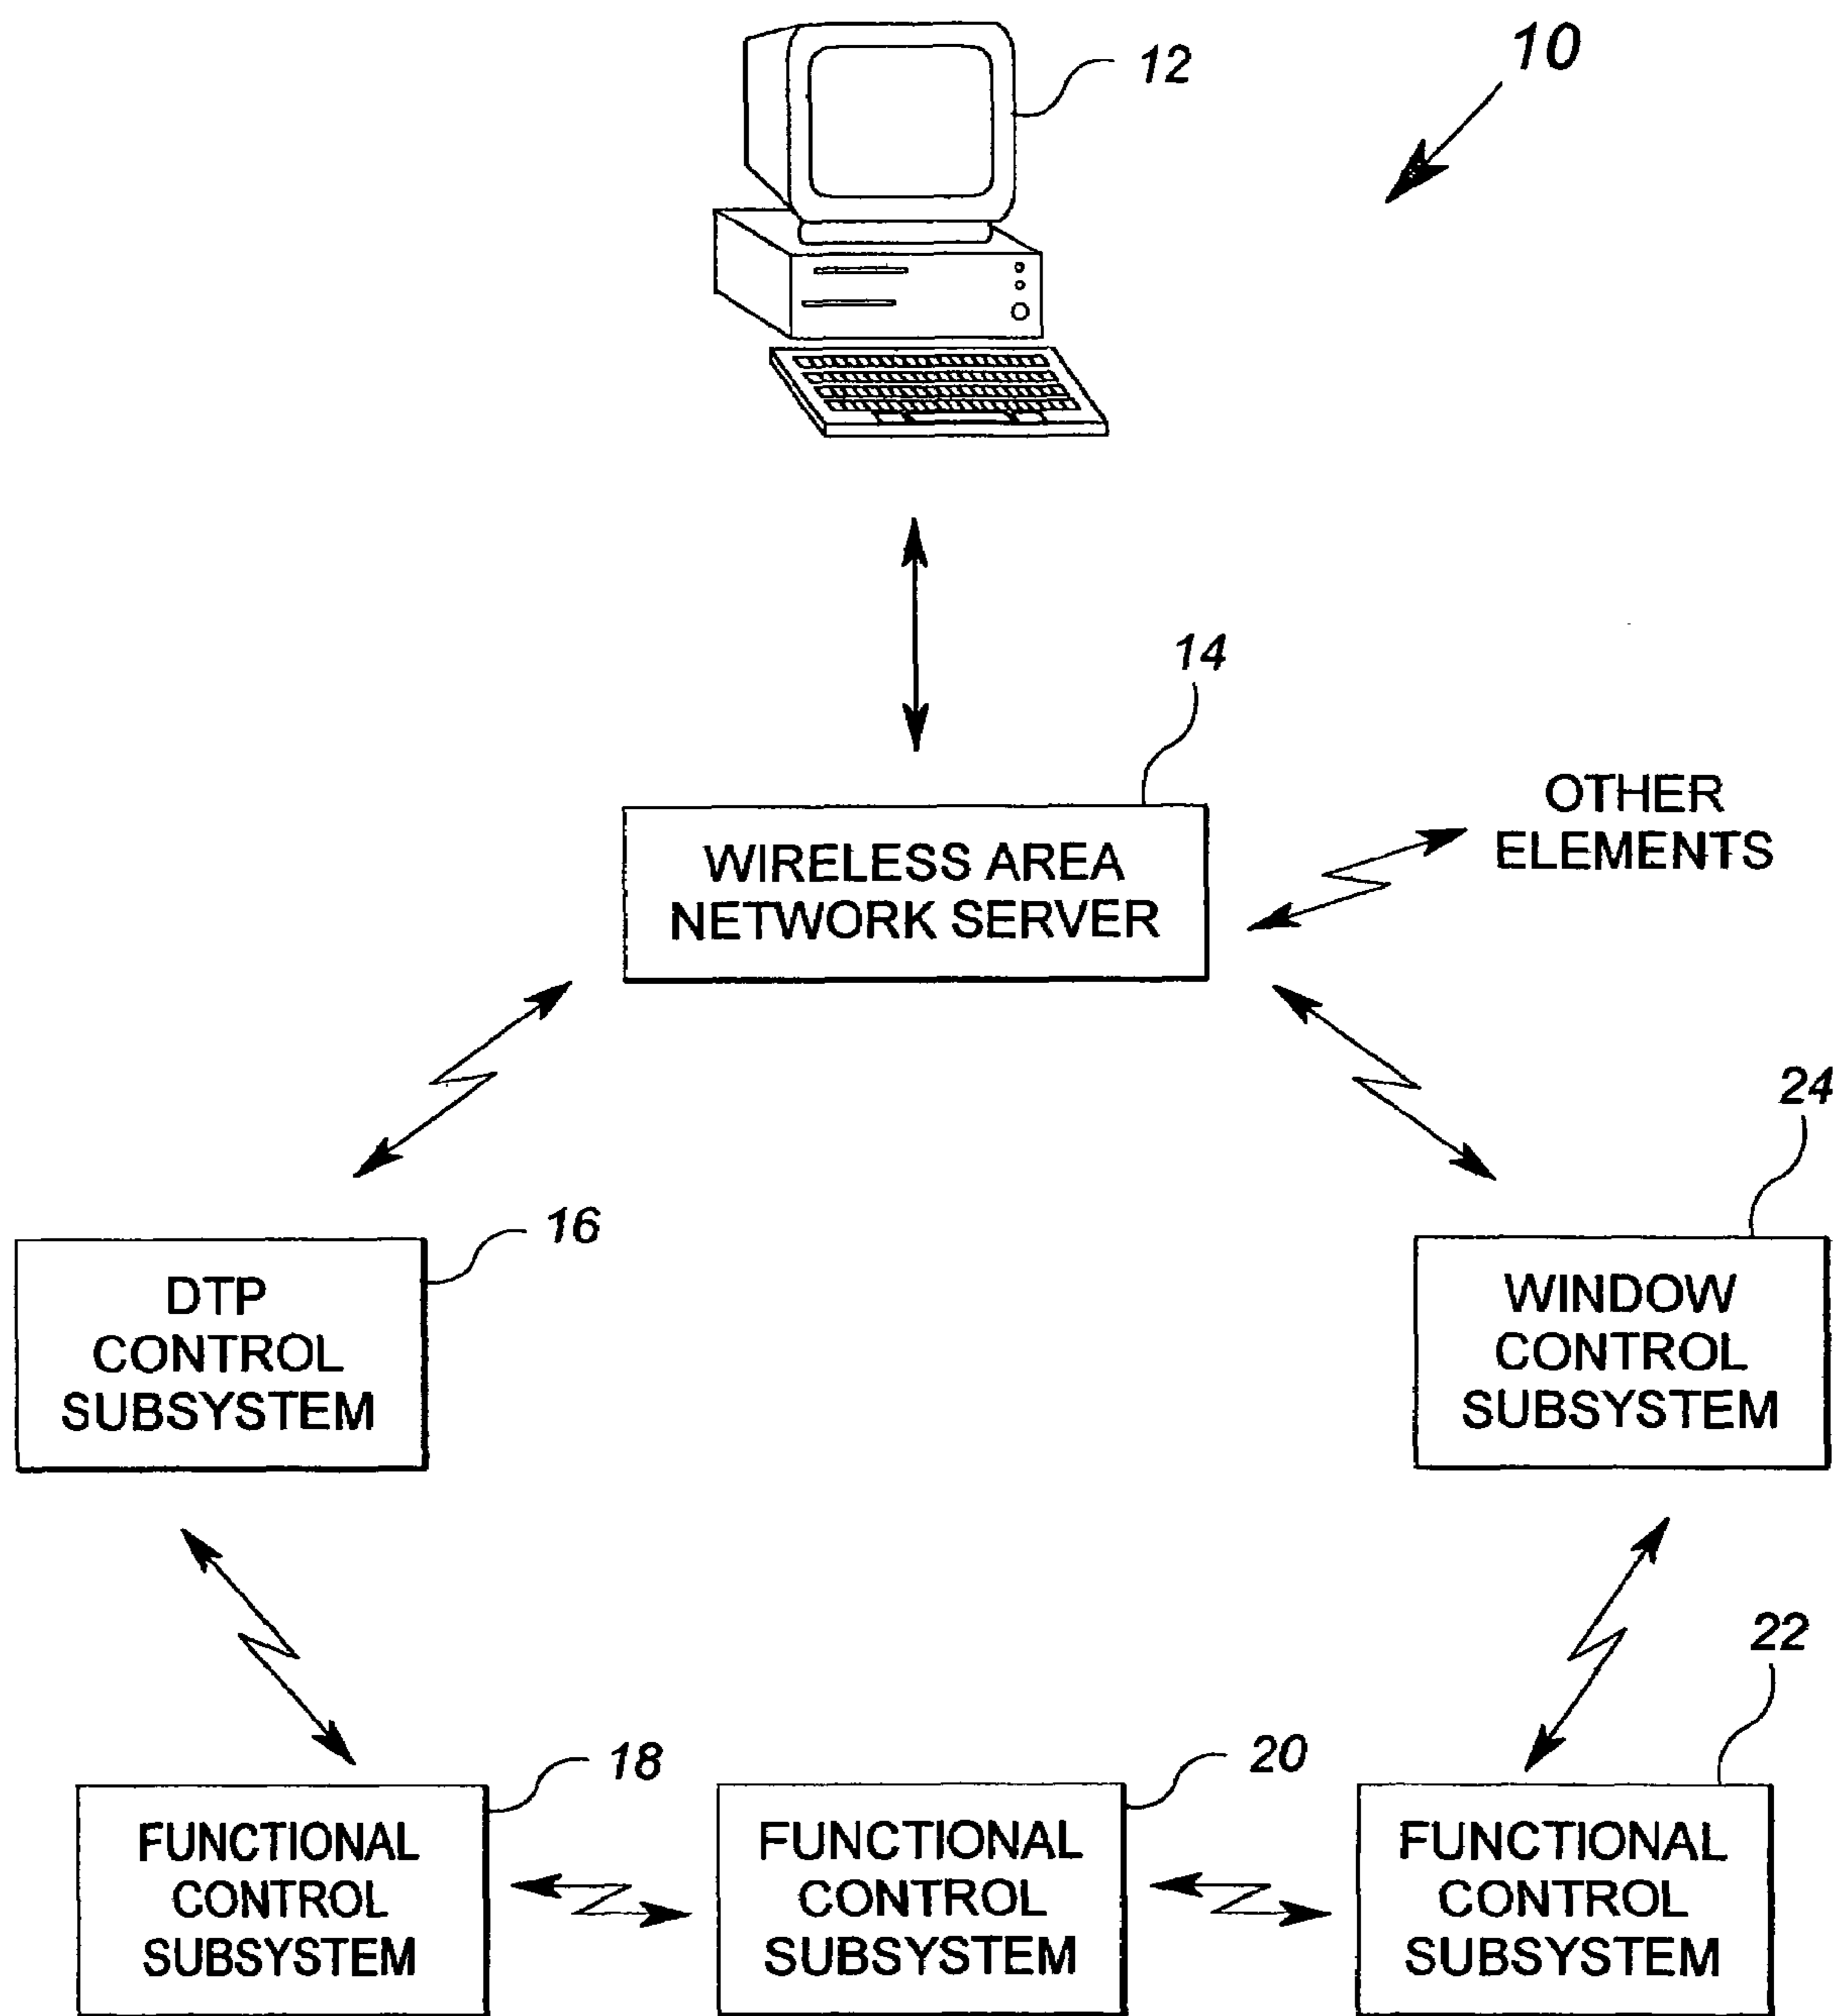 10
12
14
WIRELESS AREA
NETWORK SERVER
OTHER
ELEMENTS
16
DTP
CONTROL
SUBSYSTEM
24
WINDOW
CONTROL
SUBSYSTEM
18
FUNCTIONAL
CONTROL
SUBSYSTEM
20
FUNCTIONAL
CONTROL
SUBSYSTEM
22
FUNCTIONAL
CONTROL
SUBSYSTEM